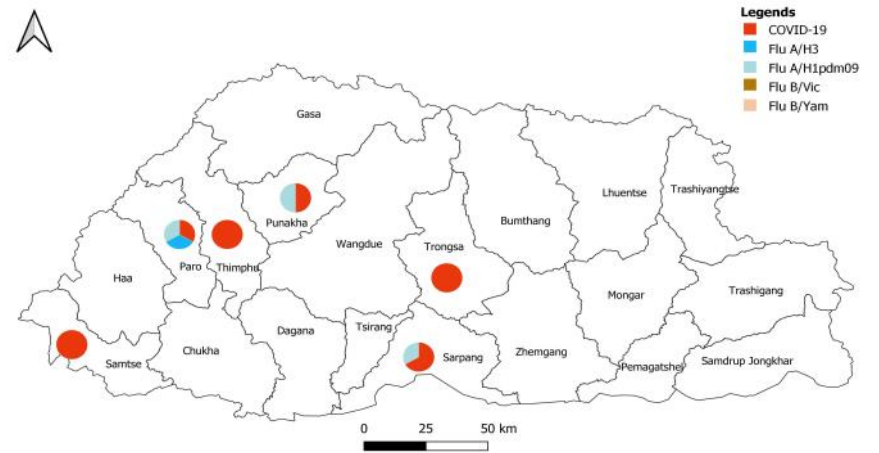 Legends
COVID-19
Flu A/H3
Flu A/H1pdm09
Flu B/Vic
Flu B/Yam
Gasa
Punakha
Lhuentse
Trashiyangtse
Bumthang
Wangdue
Trongsa
Paro
Thimphu
Haa
Mongar
Trashigang
Dagana
Tsirang
Chukha
Samtse
Sarpang
Zhemgang
Pemagatshel
Samdrup Jongkhar
0 25 50 km